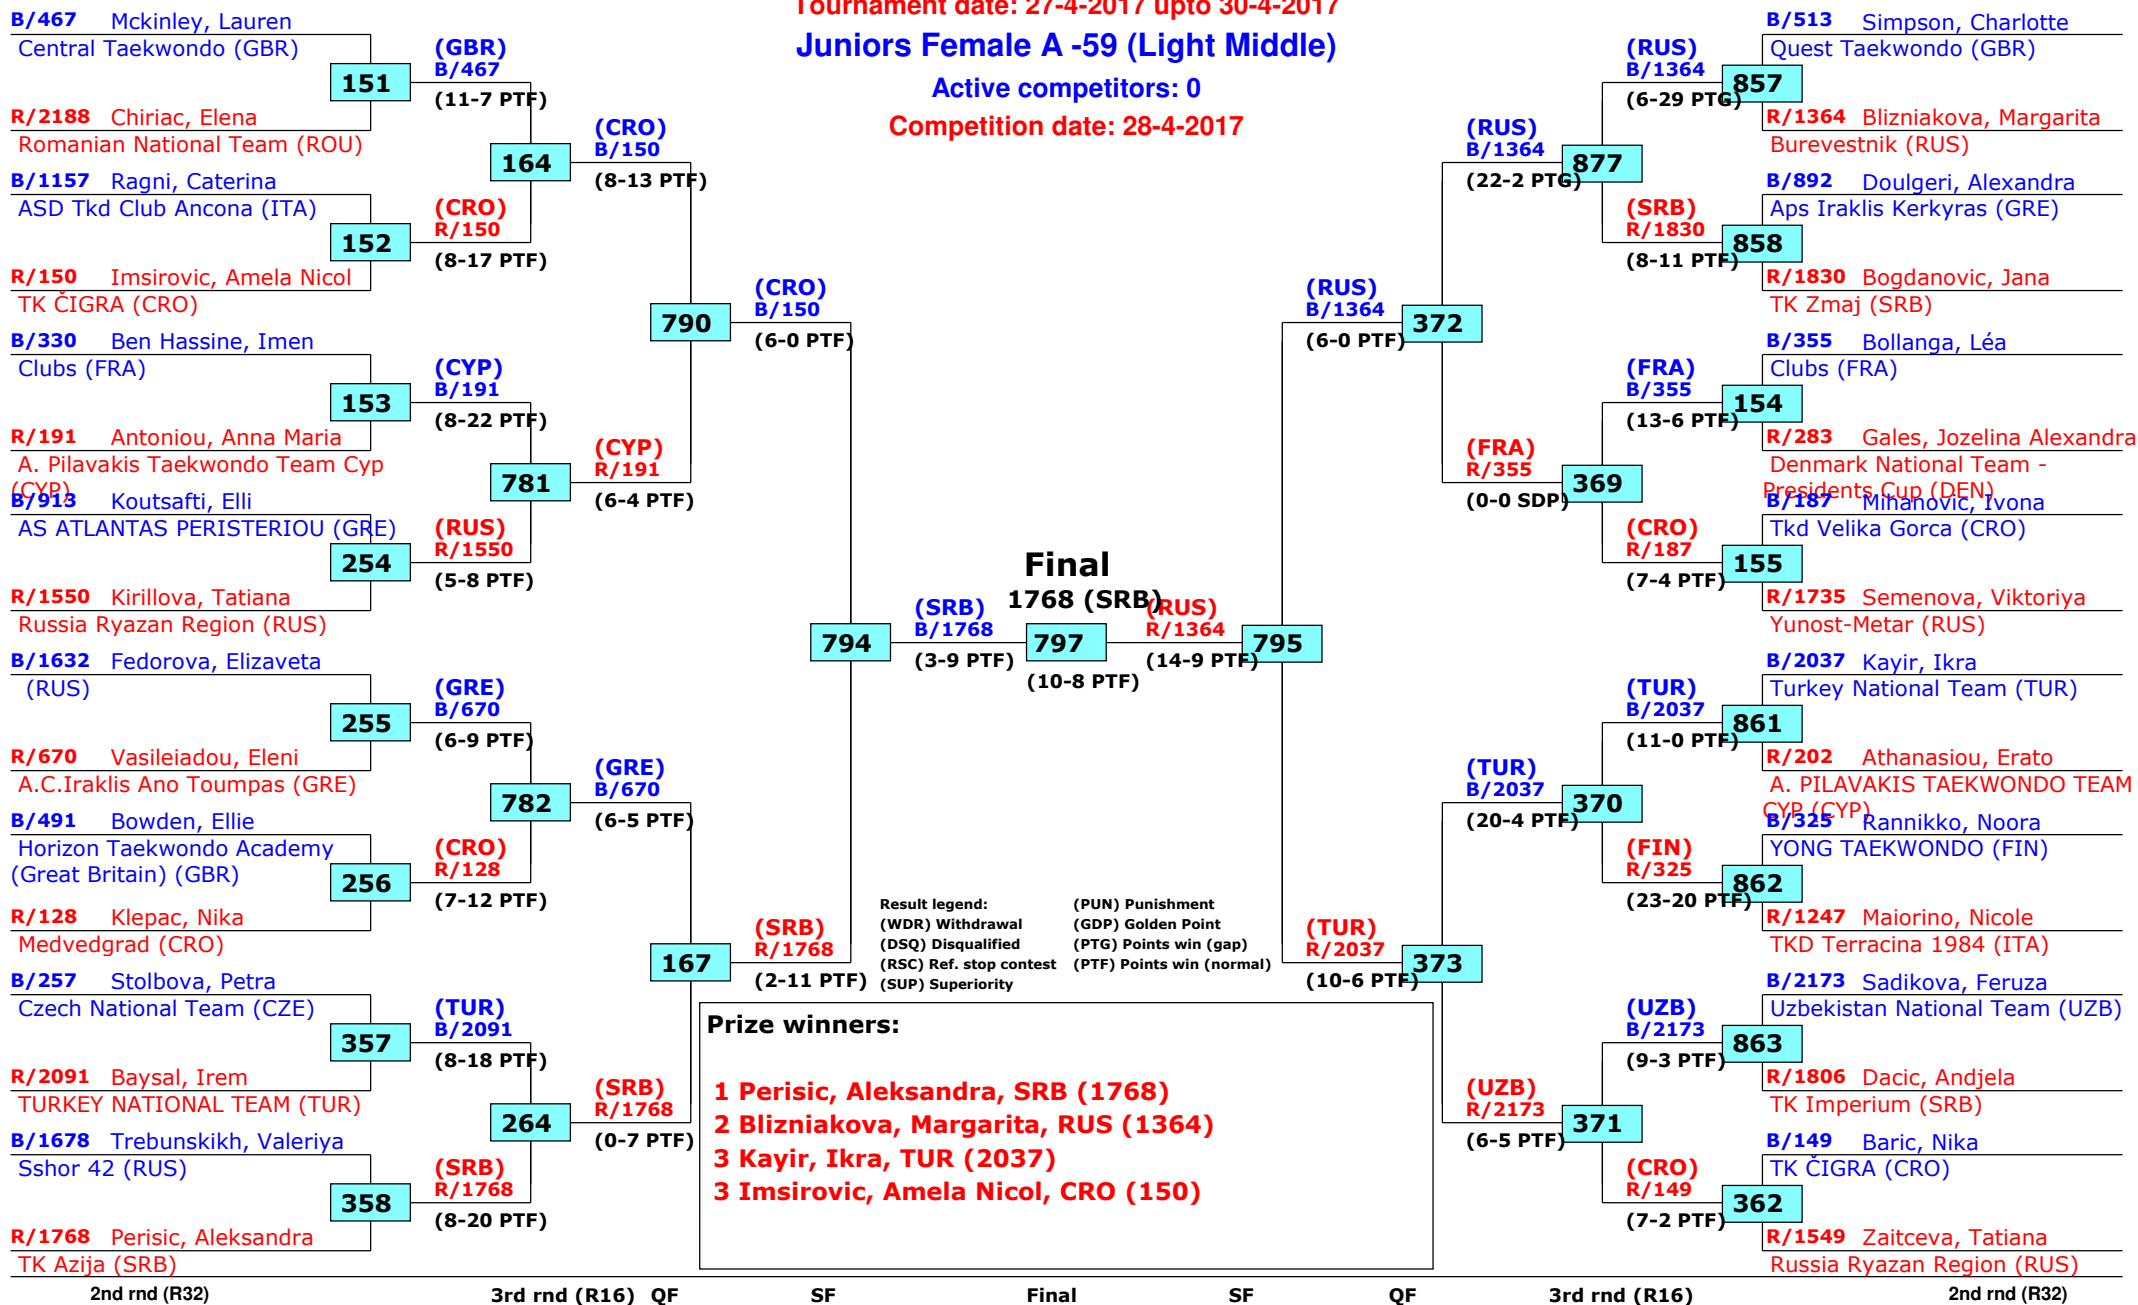 Tournament date: 27-4-2017 upto 30-4-2017
Juniors Female A -59 (Light Middle)
Active competitors: 0
Competition date: 28-4-2017
B/467 Mckinley, Lauren
Central Taekwondo (GBR)
151
R/2188 Chiriac, Elena
Romanian National Team (ROU)
B/1157 Ragni, Caterina
ASD Tkd Club Ancona (ITA)
152
R/150 Imsirovic, Amela Nicol
TK ČIGRA (CRO)
B/330 Ben Hassine, Imen
Clubs (FRA)
153
R/191 Antoniou, Anna Maria
A. Pilavakis Taekwondo Team Cyp
(CYP)
B/913 Koutsafti, Elli
AS ATLANTAS PERISTERIOU (GRE)
254
R/1550 Kirillova, Tatiana
Russia Ryazan Region (RUS)
B/1632 Fedorova, Elizaveta
(RUS)
255
R/670 Vasileiadou, Eleni
A.C.Iraklis Ano Toumpas (GRE)
B/491 Bowden, Ellie
Horizon Taekwondo Academy
(Great Britain) (GBR)
256
R/128 Klepac, Nika
Medvedgrad (CRO)
B/257 Stolbova, Petra
Czech National Team (CZE)
357
R/2091 Baysal, Irem
TURKEY NATIONAL TEAM (TUR)
B/1678 Trebunskikh, Valeriya
Sshor 42 (RUS)
358
R/1768 Perisic, Aleksandra
TK Azija (SRB)
(GBR)
B/467
(11-7 PTF)
164
(CRO)
R/150
(8-17 PTF)
(CYP)
B/191
(8-22 PTF)
781
(RUS)
R/1550
(5-8 PTF)
(GRE)
B/670
(6-9 PTF)
782
(CRO)
R/128
(7-12 PTF)
(TUR)
B/2091
(8-18 PTF)
264
(SRB)
R/1768
(8-20 PTF)
(CRO)
B/150
(8-13 PTF)
790
(CYP)
R/191
(6-4 PTF)
(GRE)
B/670
(6-5 PTF)
167
(SRB)
R/1768
(0-7 PTF)
(CRO)
B/150
(6-0 PTF)
794
(SRB)
R/1768
(2-11 PTF)
(SRB)
B/1768
(3-9 PTF)
Final
1768 (SRB)
797
(10-8 PTF)
(RUS)
R/1364
(14-9 PTF)
795
(RUS)
B/1364
(6-0 PTF)
372
(TUR)
R/2037
(10-6 PTF)
373
(RUS)
B/1364
(22-2 PTG)
877
(FRA)
R/355
(0-0 SDP)
369
(TUR)
B/2037
(20-4 PTF)
370
(UZB)
R/2173
(6-5 PTF)
371
(RUS)
B/1364
(6-29 PTG)
857
(SRB)
R/1830
(8-11 PTF)
858
(FRA)
B/355
(13-6 PTF)
154
(CRO)
R/187
(7-4 PTF)
155
(TUR)
B/2037
(11-0 PTF)
861
(FIN)
R/325
(23-20 PTF)
862
(UZB)
B/2173
(9-3 PTF)
863
(CRO)
R/149
(7-2 PTF)
362
B/513 Simpson, Charlotte
Quest Taekwondo (GBR)
R/1364 Blizniakova, Margarita
Burevestnik (RUS)
B/892 Doulgeri, Alexandra
Aps Iraklis Kerkyras (GRE)
R/1830 Bogdanovic, Jana
TK Zmaj (SRB)
B/355 Bollanga, Léa
Clubs (FRA)
R/283 Gales, Jozelina Alexandra
Denmark National Team -
Presidents Cup (DEN)
B/187 Mihanovic, Ivona
Tkd Velika Gorca (CRO)
R/1735 Semenova, Viktoriya
Yunost-Metar (RUS)
B/2037 Kayir, Ikra
Turkey National Team (TUR)
R/202 Athanasiou, Erato
A. PILAVAKIS TAEKWONDO TEAM
CYP (CYP)
B/325 Rannikko, Noora
YONG TAEKWONDO (FIN)
R/1247 Maiorino, Nicole
TKD Terracina 1984 (ITA)
B/2173 Sadikova, Feruza
Uzbekistan National Team (UZB)
R/1806 Dacic, Andjela
TK Imperium (SRB)
B/149 Baric, Nika
TK ČIGRA (CRO)
R/1549 Zaitceva, Tatiana
Russia Ryazan Region (RUS)
Result legend: (PUN) Punishment
(WDR) Withdrawal (GDP) Golden Point
(DSQ) Disqualified (PTG) Points win (gap)
(RSC) Ref. stop contest (PTF) Points win (normal)
(SUP) Superiority
Prize winners:
1 Perisic, Aleksandra, SRB (1768)
2 Blizniakova, Margarita, RUS (1364)
3 Kayir, Ikra, TUR (2037)
3 Imsirovic, Amela Nicol, CRO (150)
2nd rnd (R32) 3rd rnd (R16) QF SF Final SF QF 3rd rnd (R16) 2nd rnd (R32)